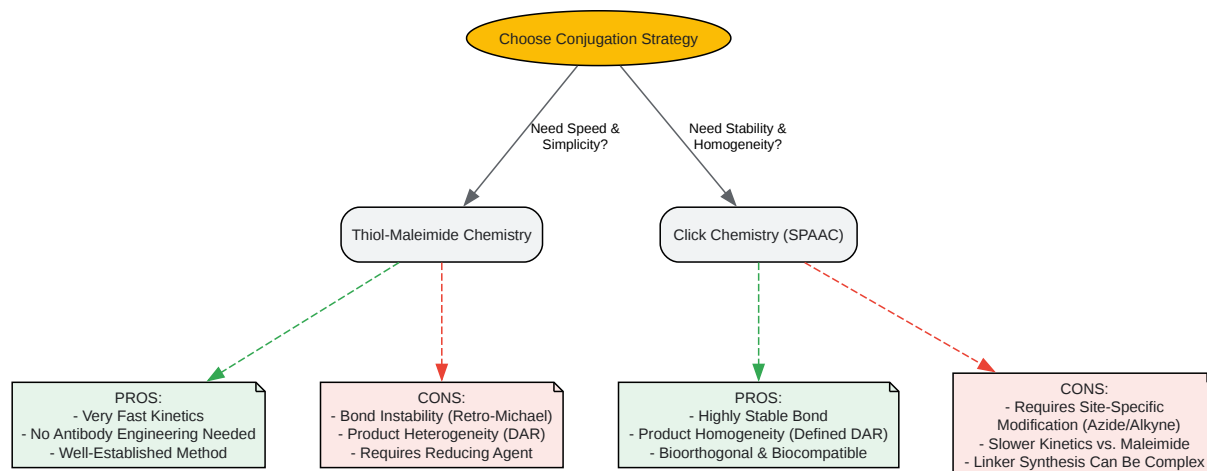 Choose Conjugation Strategy
Need Speed &
Simplicity?
Need Stability &
Homogeneity?
Thiol-Maleimide Chemistry
Click Chemistry (SPAAC)
PROS:
- Very Fast Kinetics
- No Antibody Engineering Needed
- Well-Established Method
CONS:
- Bond Instability (Retro-Michael)
- Product Heterogeneity (DAR)
- Requires Reducing Agent
PROS:
- Highly Stable Bond
- Product Homogeneity (Defined DAR)
- Bioorthogonal & Biocompatible
CONS:
- Requires Site-Specific
Modification (Azide/Alkyne)
- Slower Kinetics vs. Maleimide
- Linker Synthesis Can Be Complex